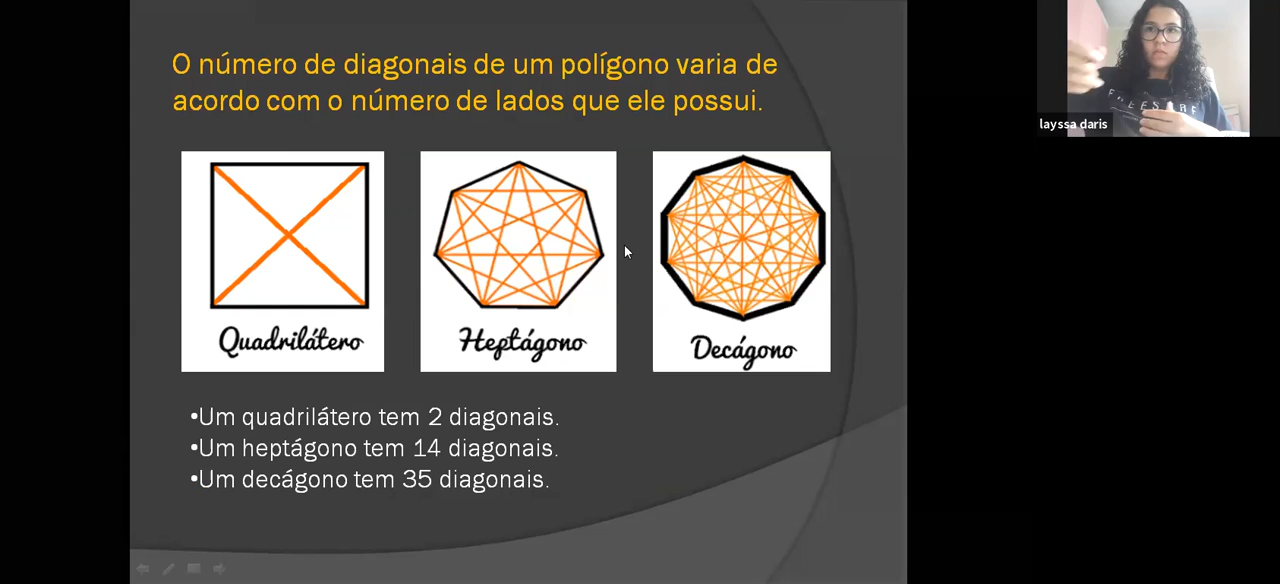 O número de diagonais de um polígono varia de
acordo com o número de lados que ele possui.
Quadrilátero
Heptágono
Decágono
•Um quadrilátero tem 2 diagonais.
•Um heptágono tem 14 diagonais.
•Um decágono tem 35 diagonais.
layssa daris